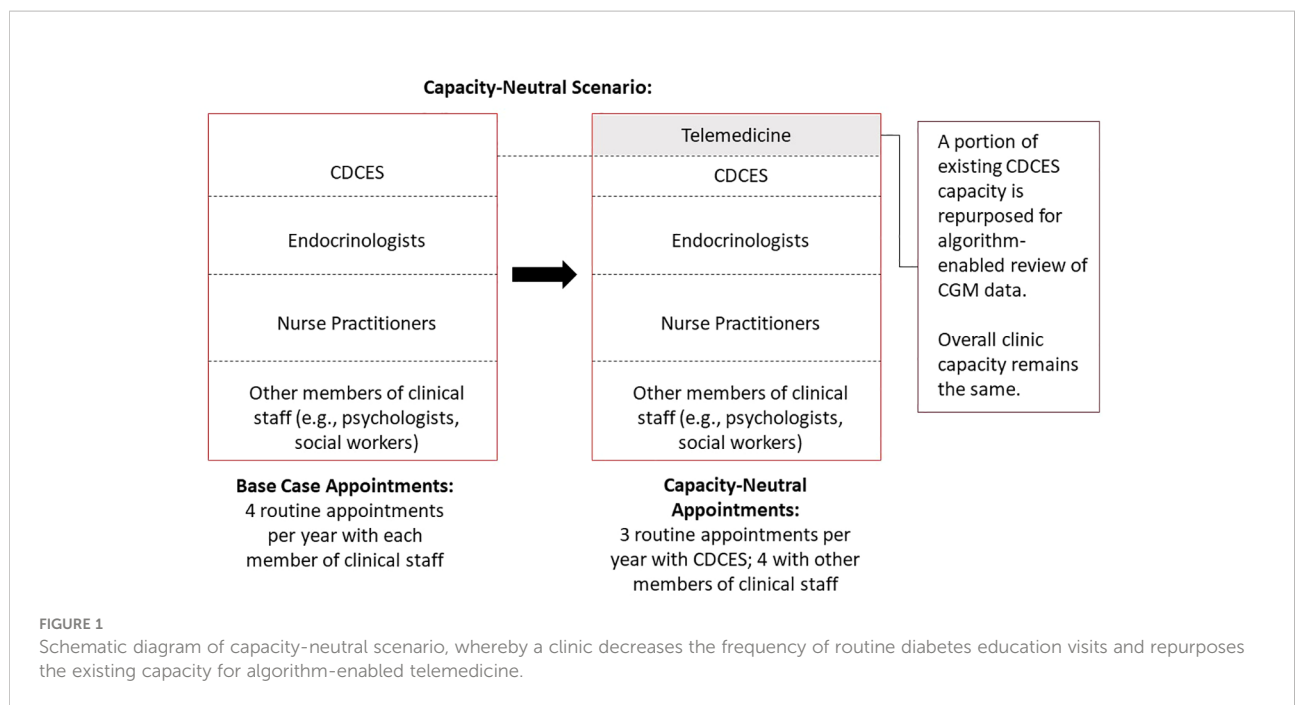 Capacity-Neutral Scenario:
CDCES
Endocrinologists
Nurse Practitioners
Other members of clinical
staff (e.g., psychologists,
social workers)
Base Case Appointments:
4 routine appointments
per year with each
member of clinical staff
Telemedicine
CDCES
Endocrinologists
Nurse Practitioners
Other members of clinical
staff (e.g., psychologists,
social workers)
Capacity-Neutral
Appointments:
3 routine appointments per
year with CDCES; 4 with other
members of clinical staff
A portion of
existing CDCES
capacity is
repurposed for
algorithm-
enabled review of
CGM data.
Overall clinic
capacity remains
the same.
FIGURE 1
Schematic diagram of capacity-neutral scenario, whereby a clinic decreases the frequency of routine diabetes education visits and repurposes
the existing capacity for algorithm-enabled telemedicine.